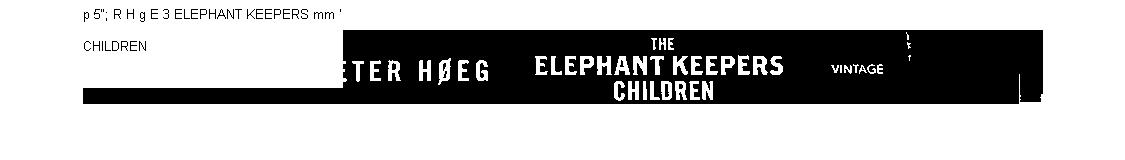 p 5"; R H g E 3 ELEPHANT KEEPERS mm '
CHILDREN
ETER HØEG
THE
ELEPHANT KEEPERS
CHILDREN
VINTAGE